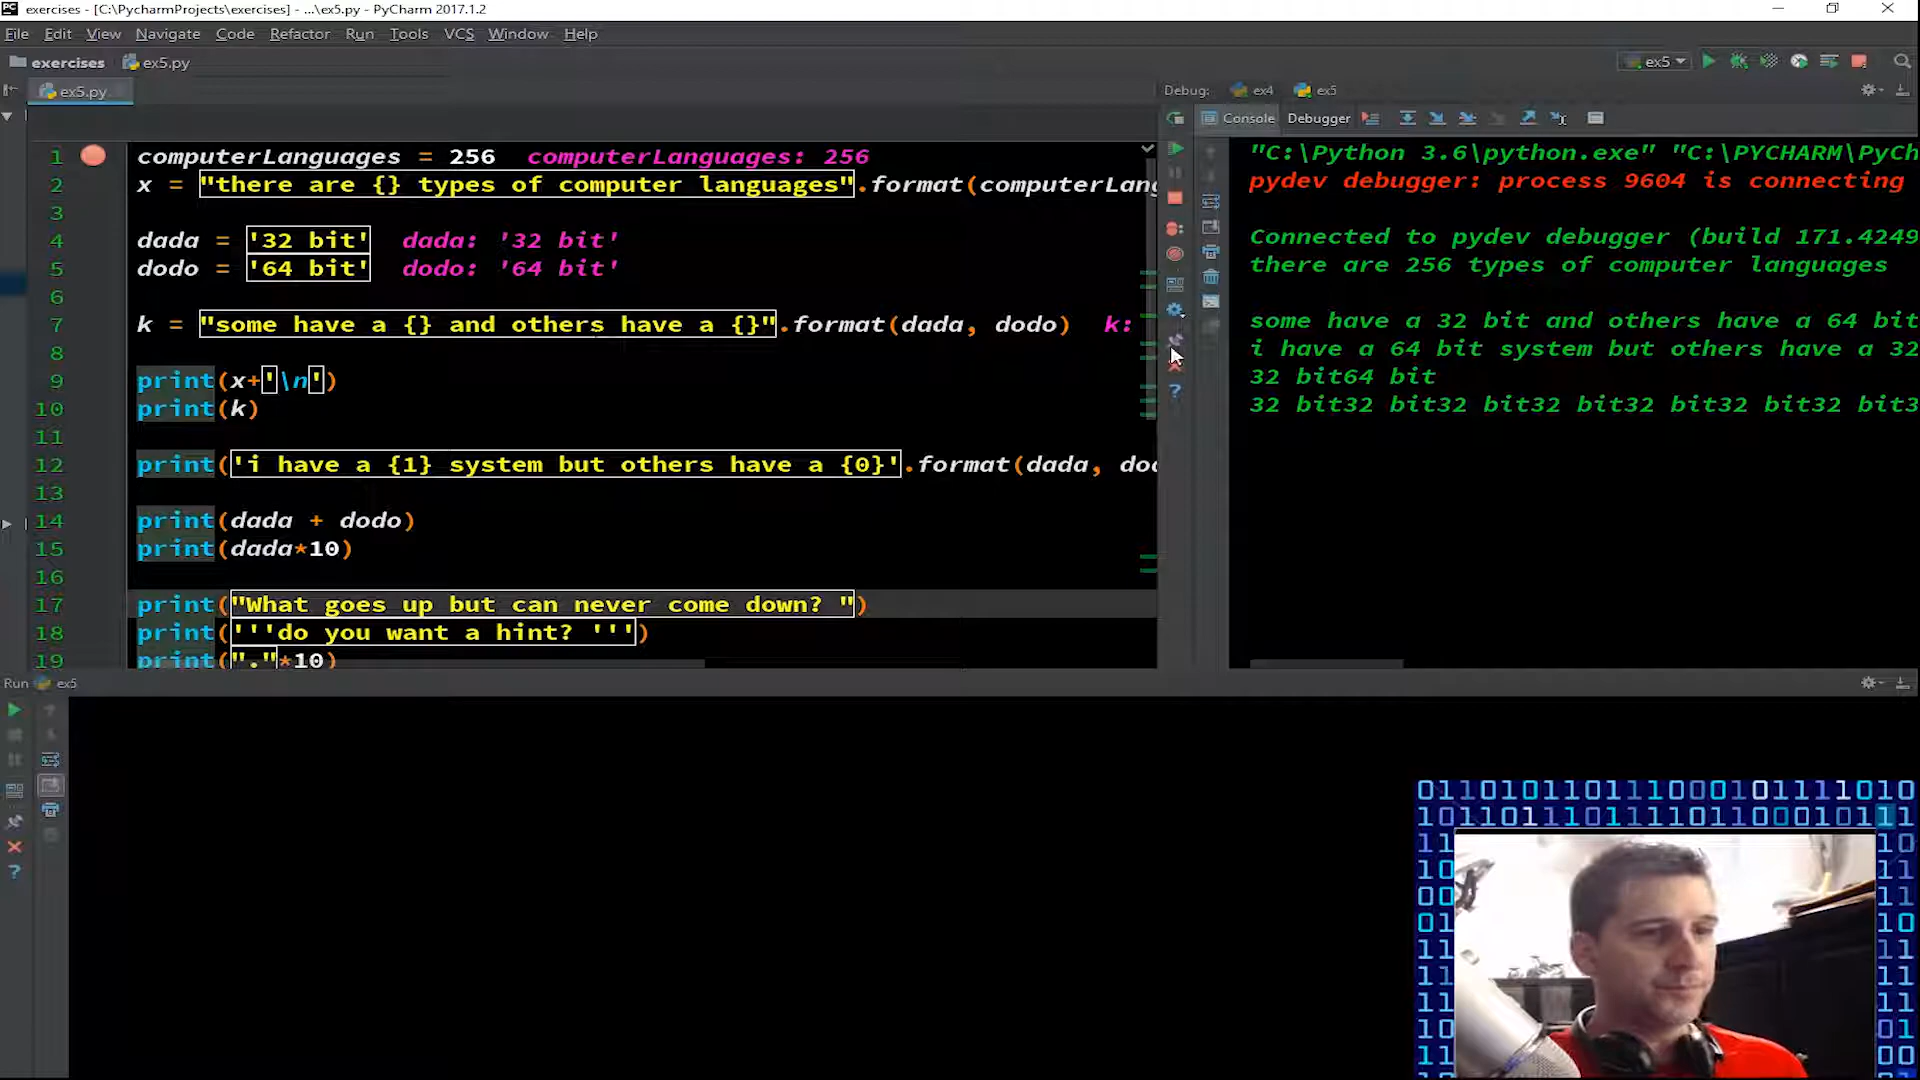 exercises - [C:\PycharmProjects\exercises] - ...\ex5.py - PyCharm 2017.1.2
File Edit View Navigate Code Refactor Run Tools VCS Window Help
exercises ex5.py
ex5
ex5.py
Debug: ex4 ex5
Console Debugger
1 computerLanguages = 256 computerLanguages: 256
2 x = "there are {} types of computer languages".format(computerLang
3
4 dada = '32 bit' dada: '32 bit'
5 dodo = '64 bit' dodo: '64 bit'
6
7 k = "some have a {} and others have a {}".format(dada, dodo) k:
8
9 print(x+'\n')
10 print(k)
11
12 print('i have a {1} system but others have a {0}'.format(dada, dod
13
14 print(dada + dodo)
15 print(dada*10)
16
17 print("What goes up but can never come down? ")
18 print('''do you want a hint? ''')
19 print("."*10)
"C:\Python 3.6\python.exe" "C:\PYCHARM\PyCh
pydev debugger: process 9604 is connecting
Connected to pydev debugger (build 171.4249
there are 256 types of computer languages
some have a 32 bit and others have a 64 bit
i have a 64 bit system but others have a 32
32 bit64 bit
32 bit32 bit32 bit32 bit32 bit32 bit32 bit3
Run ex5